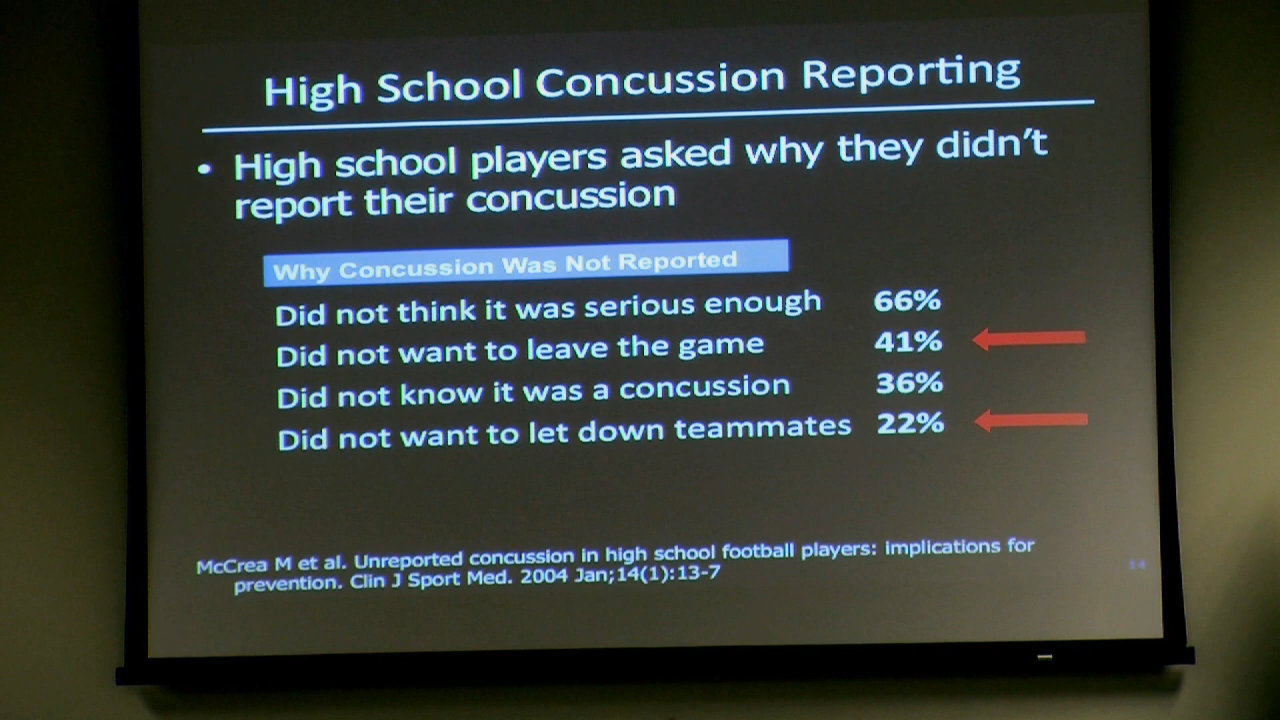 High School Concussion Reporting
• High school players asked why they didn't
report their concussion
Why Concussion Was Not Reported
Did not think it was serious enough 66%
Did not want to leave the game 41%
Did not know it was a concussion 36%
Did not want to let down teammates 22%
McCrea M et al. Unreported concussion in high school football players: implications for
prevention. Clin J Sport Med. 2004 Jan;14(1):13-7
14